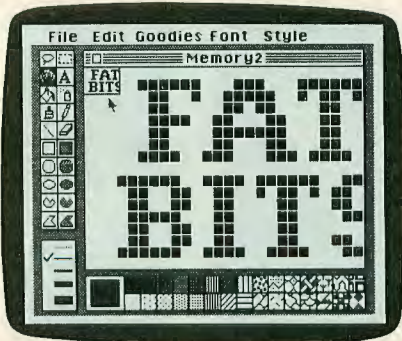 File Edit Goodies Font Style
Memory2
A
FAT
BITS
FAT
BITS